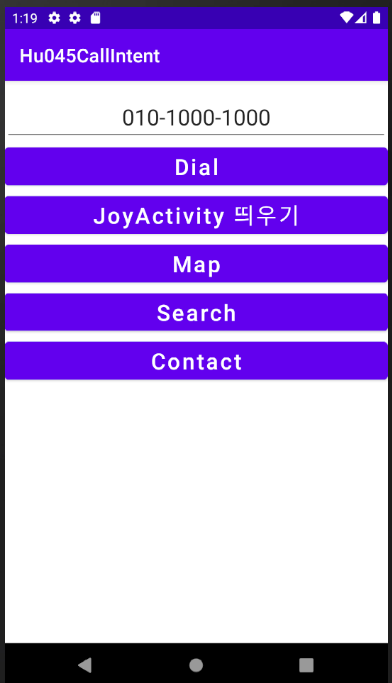 1:19
Hu045CallIntent
010-1000-1000
Dial
JoyActivity 띄우기
Map
Search
Contact